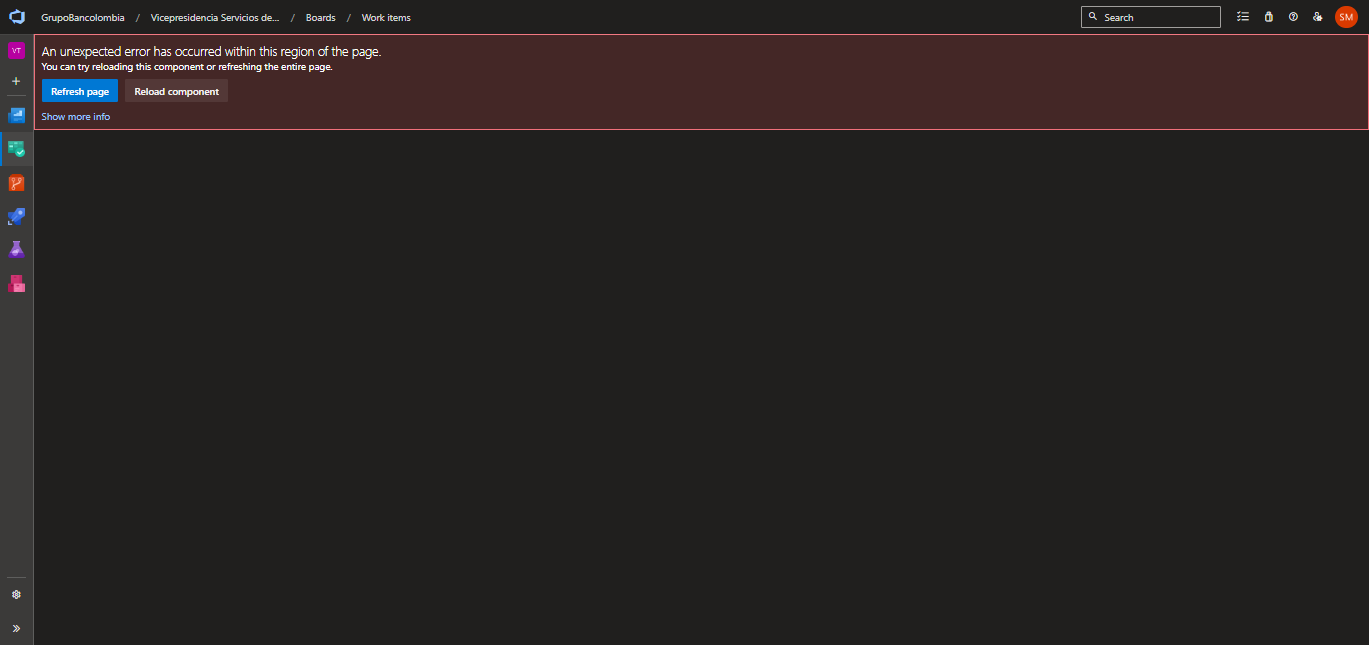 GrupoBancolombia / Vicepresidencia Servicios de... / Boards / Work items
Search
SM
VT
An unexpected error has occurred within this region of the page.
You can try reloading this component or refreshing the entire page.
Refresh page
Reload component
Show more info